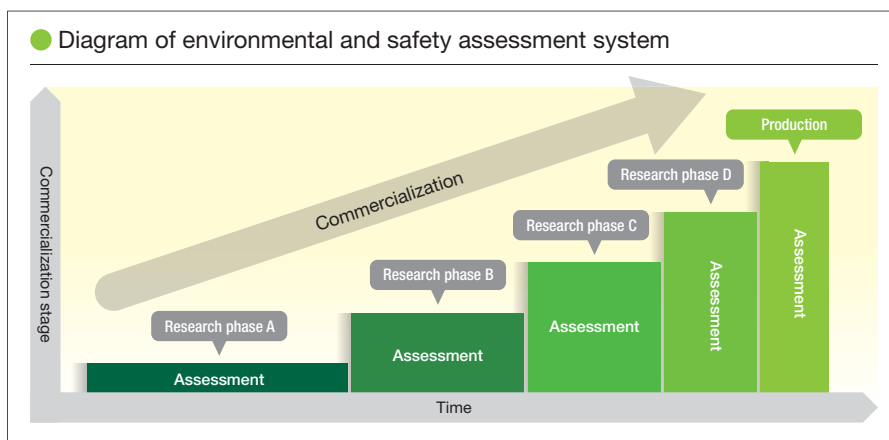 Diagram of environmental and safety assessment system
Production
Research phase D
Commercialization
Research phase C
Research phase B
Research phase A
Commercialization stage
Assessment
Assessment
Assessment
Assessment
Assessment
Time